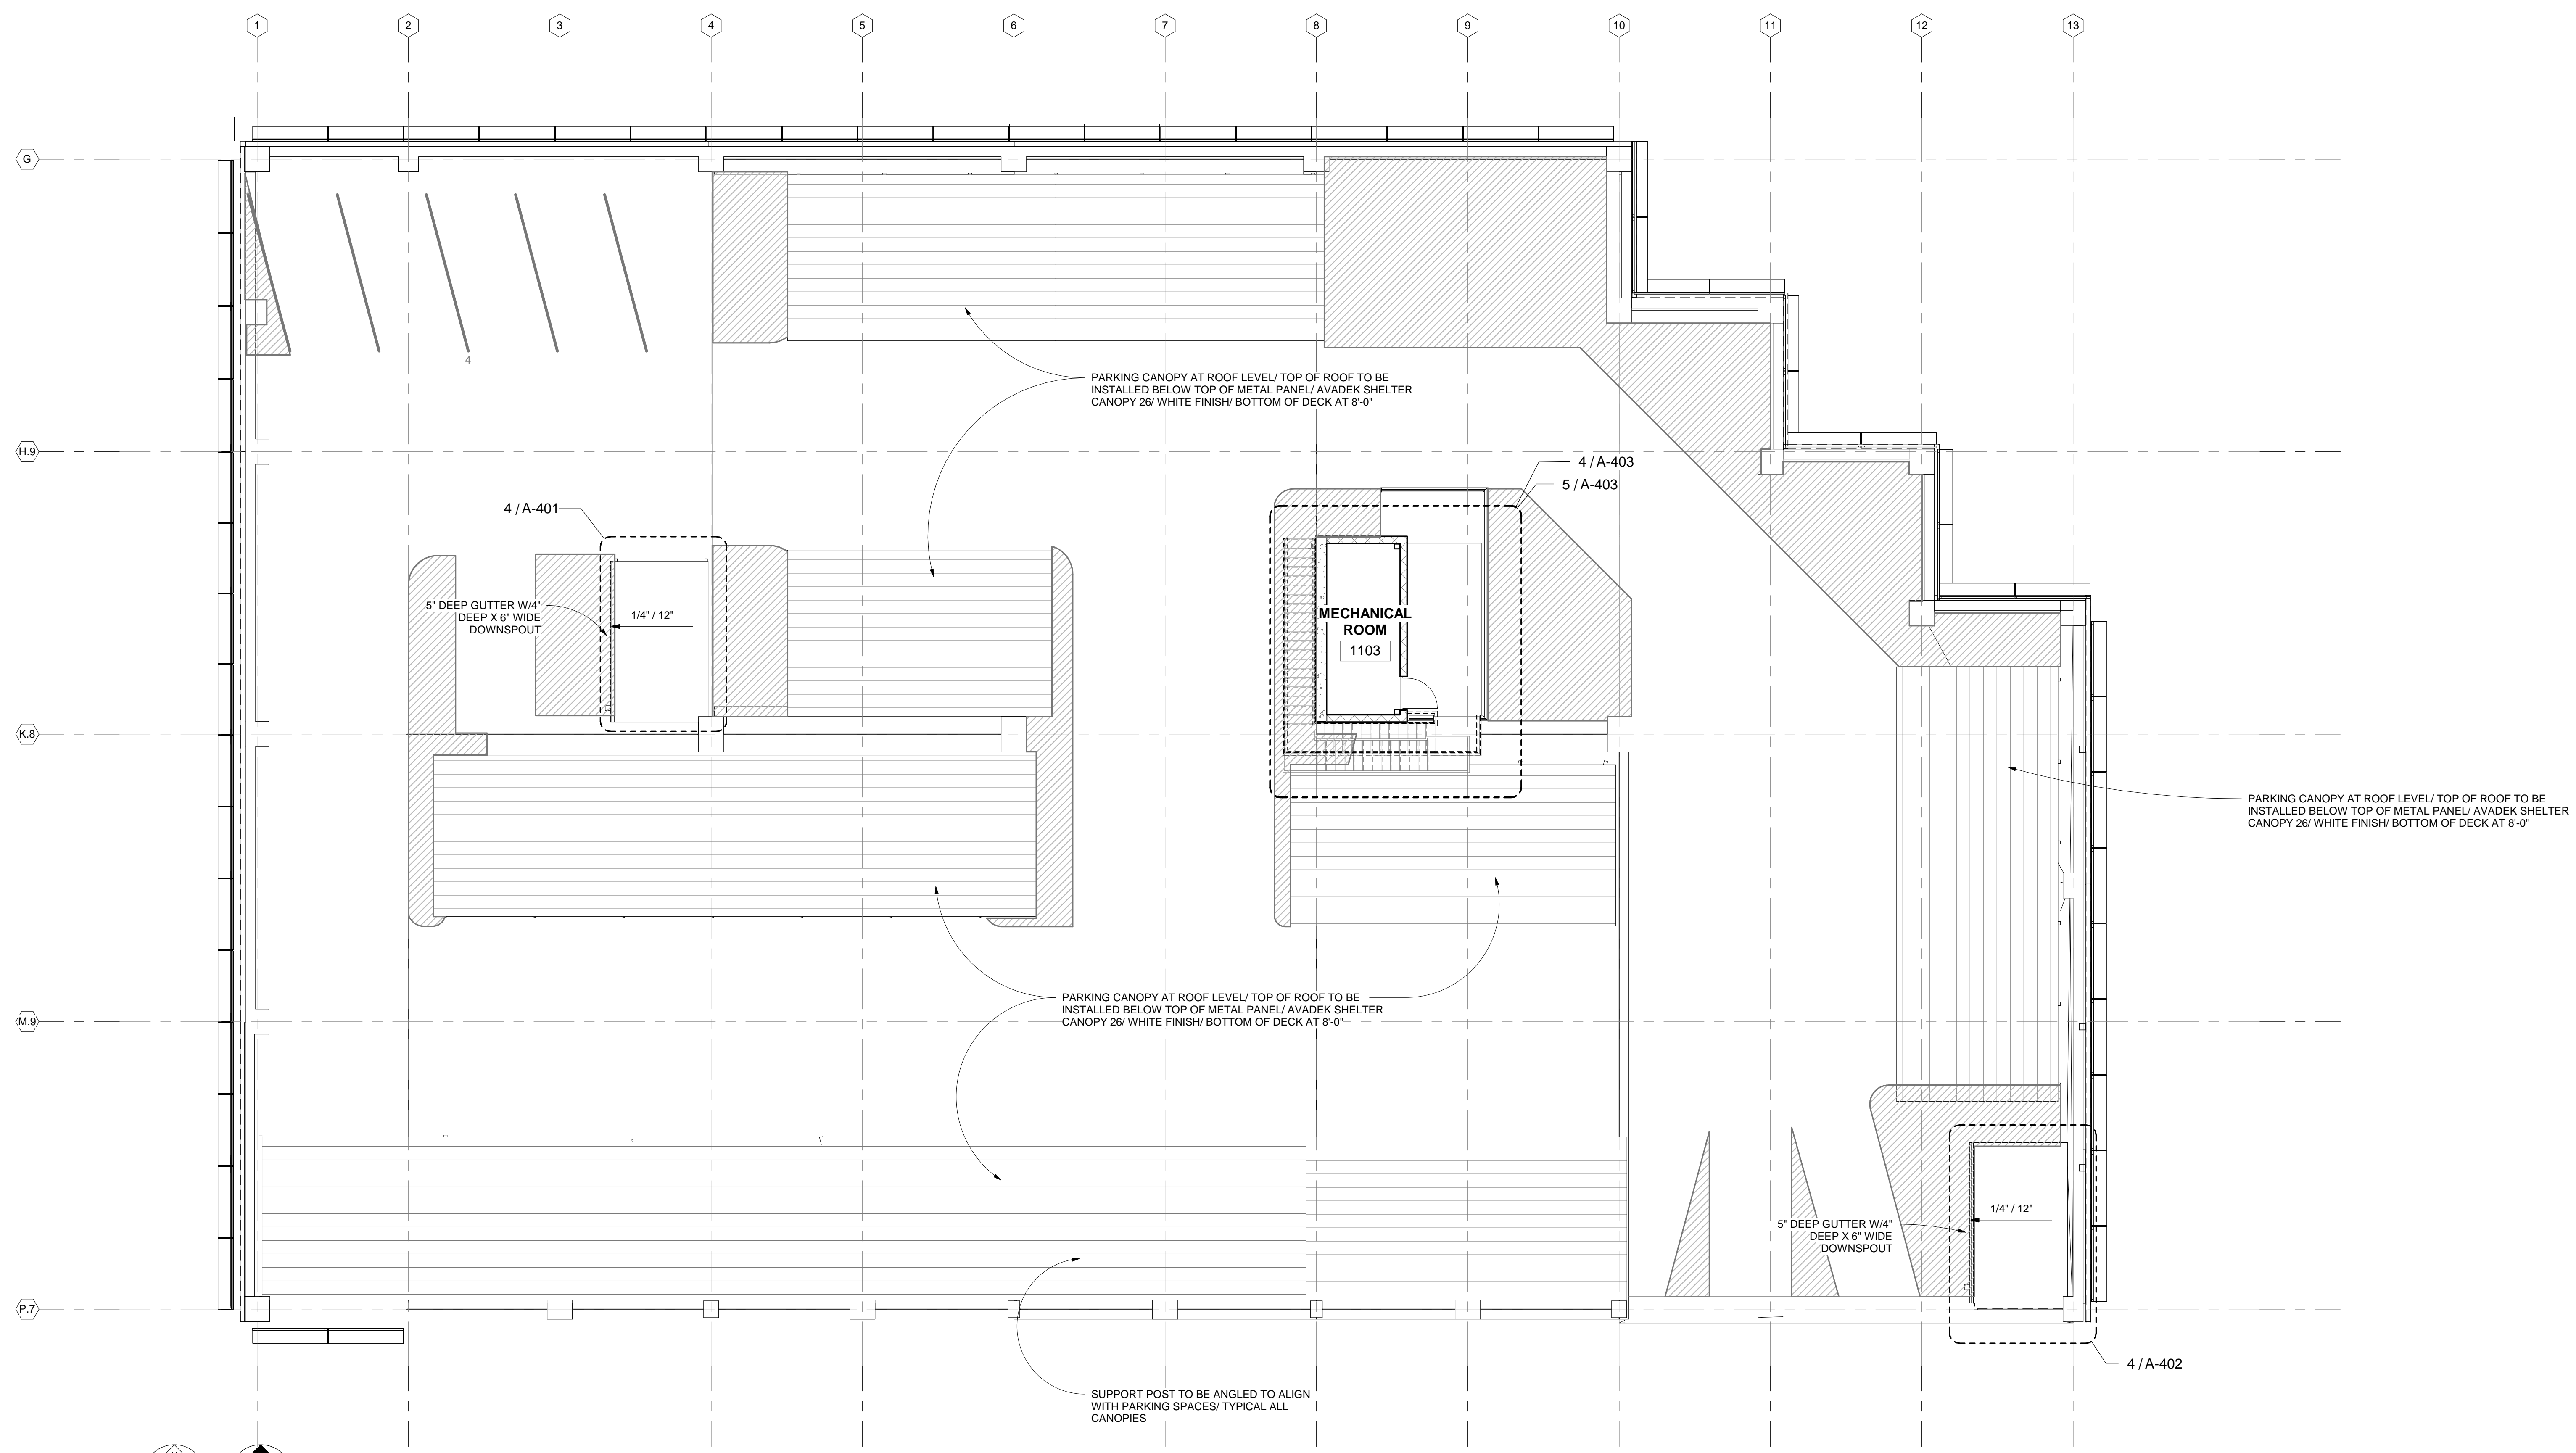 1
2
3
4
5
6
7
8
9
10
11
12
13
G
4
PARKING CANOPY AT ROOF LEVEL/ TOP OF ROOF TO BE
INSTALLED BELOW TOP OF METAL PANEL/ AVADEK SHELTER
CANOPY 26/ WHITE FINISH/ BOTTOM OF DECK AT 8'-0"
H.9
4 / A-403
5 / A-403
4 / A-401
5" DEEP GUTTER W/4"
DEEP X 6" WIDE
DOWNSPOUT
1/4" / 12"
MECHANICAL
ROOM
1103
K.8
PARKING CANOPY AT ROOF LEVEL/ TOP OF ROOF TO BE
INSTALLED BELOW TOP OF METAL PANEL/ AVADEK SHELTER
CANOPY 26/ WHITE FINISH/ BOTTOM OF DECK AT 8'-0"
PARKING CANOPY AT ROOF LEVEL/ TOP OF ROOF TO BE
INSTALLED BELOW TOP OF METAL PANEL/ AVADEK SHELTER
CANOPY 26/ WHITE FINISH/ BOTTOM OF DECK AT 8'-0"
M.9
5" DEEP GUTTER W/4"
DEEP X 6" WIDE
DOWNSPOUT
1/4" / 12"
P.7
4 / A-402
SUPPORT POST TO BE ANGLED TO ALIGN
WITH PARKING SPACES/ TYPICAL ALL
CANOPIES